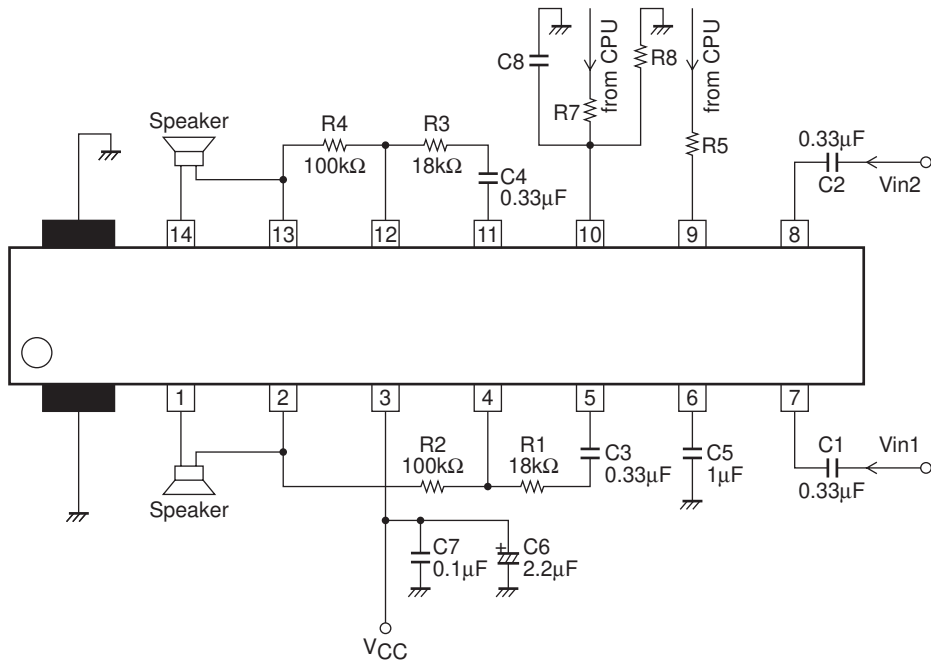 C8
from CPU
R8
from CPU
R7
R5
Speaker
R4
100kΩ
R3
18kΩ
C4
0.33μF
0.33μF
C2
Vin2
14
13
12
11
10
9
8
1
2
3
4
5
6
7
Speaker
R2
100kΩ
R1
18kΩ
C3
0.33μF
C5
1μF
C1
0.33μF
Vin1
C7
0.1μF
+
C6
2.2μF
VCC